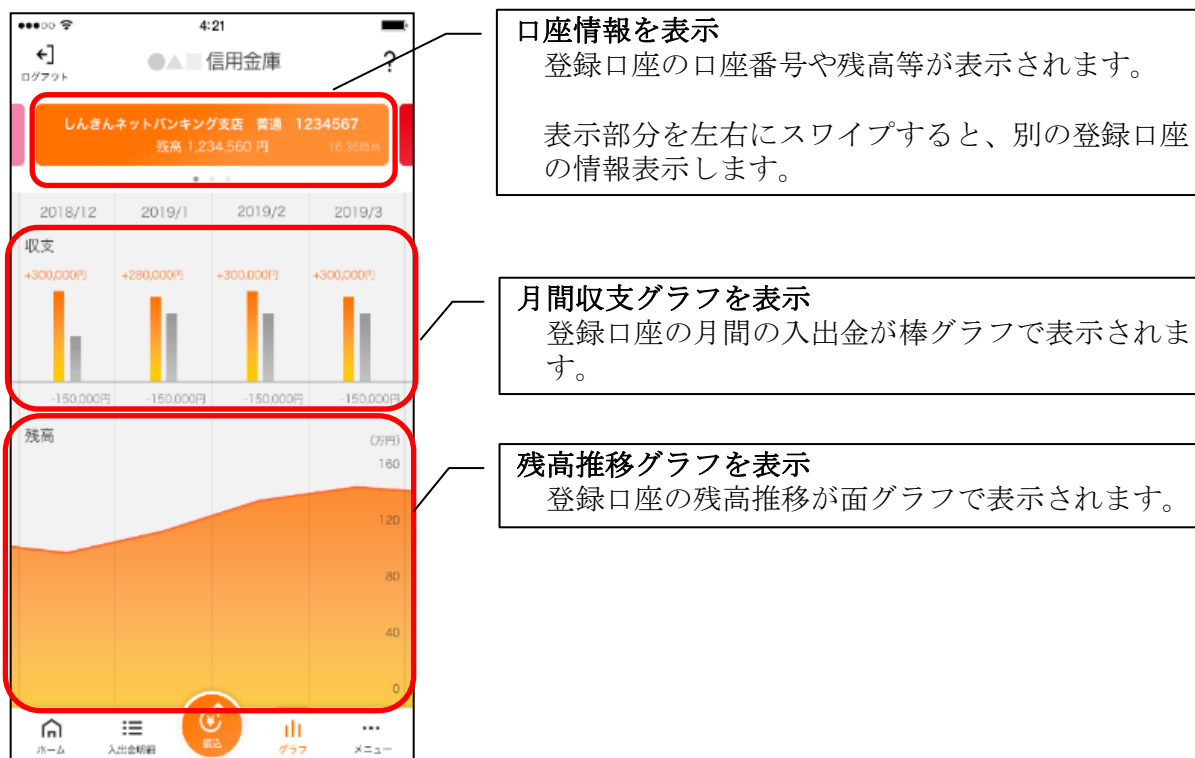 4:21
ログアウト
●▲■信用金庫
?
しんきんネットバンキング支店 普通 1234567
残高 1,234,560 円
16:35時点
2018/12 2019/1 2019/2 2019/3
収支
+300,000円 +280,000円 +300,000円 +300,000円
-150,000円 -150,000円 -150,000円 -150,000円
残高
(万円)
160
120
80
40
0
ホーム 入出金明細 振込 グラフ メニュー
口座情報を表示
登録口座の口座番号や残高等が表示されます。
表示部分を左右にスワイプすると、別の登録口座
の情報表示します。
月間収支グラフを表示
登録口座の月間の入出金が棒グラフで表示されま
す。
残高推移グラフを表示
登録口座の残高推移が面グラフで表示されます。